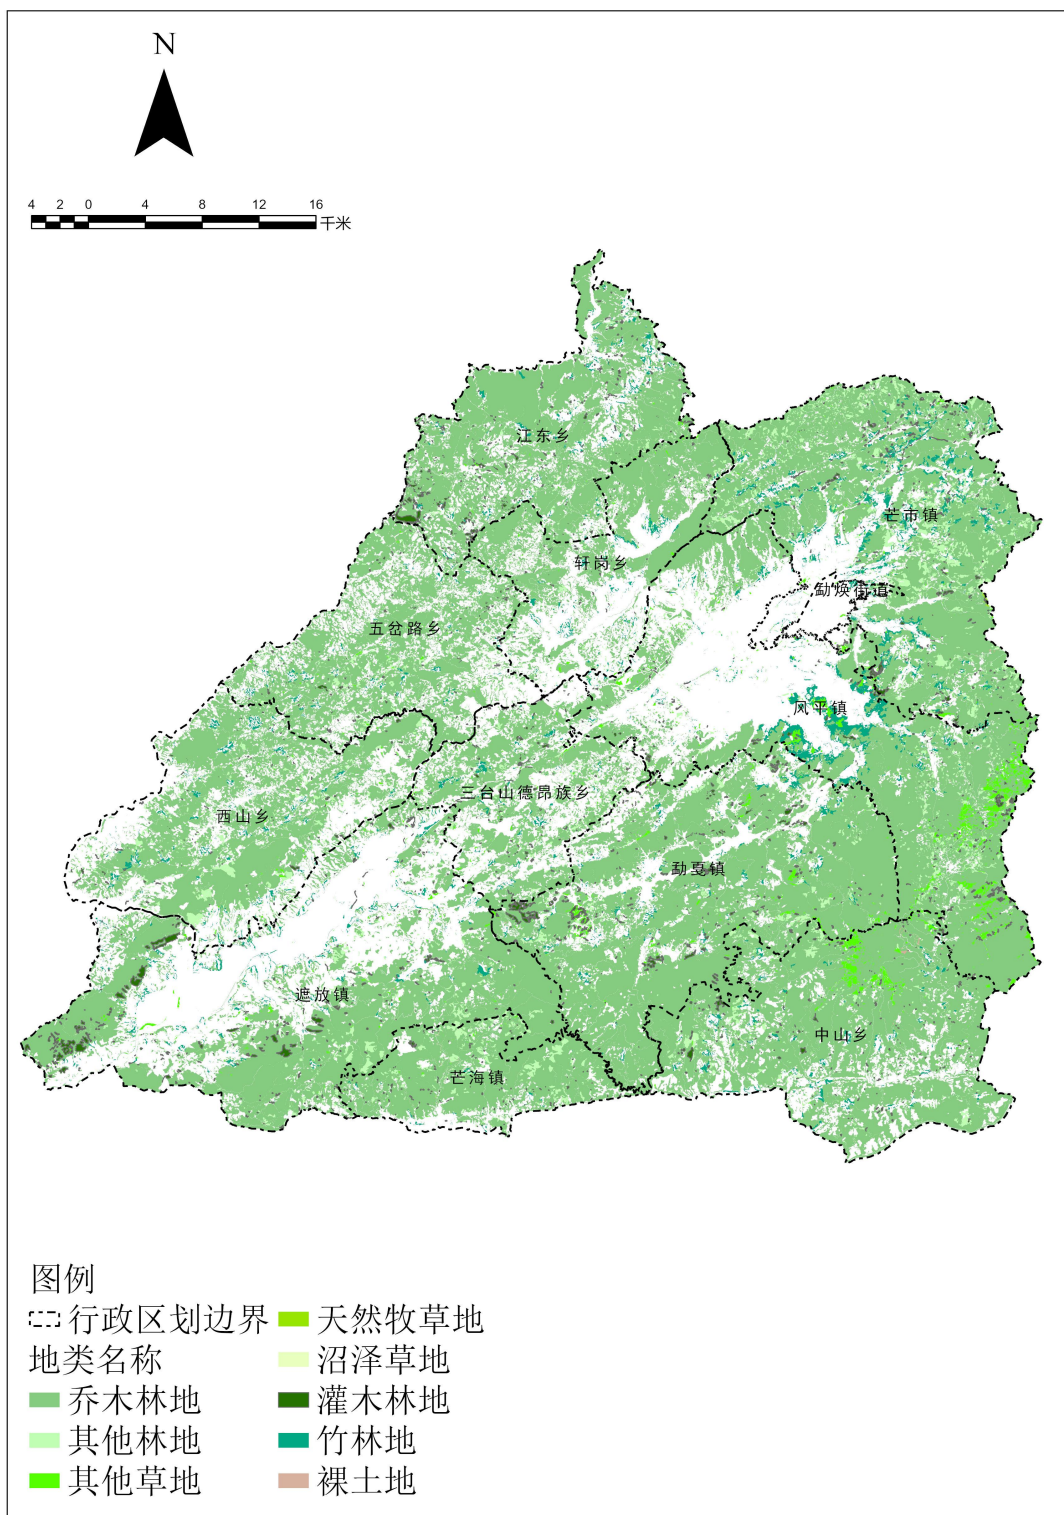 N
4 2 0 4 8 12 16
千米
江东乡
芒市镇
轩岗乡
勐焕街道
五岔路乡
凤平镇
三台山德昂族乡
西山乡
勐戛镇
遮放镇
中山乡
芒海镇
图例
行政区划边界 天然牧草地
地类名称 沼泽草地
乔木林地 灌木林地
其他林地 竹林地
其他草地 裸土地